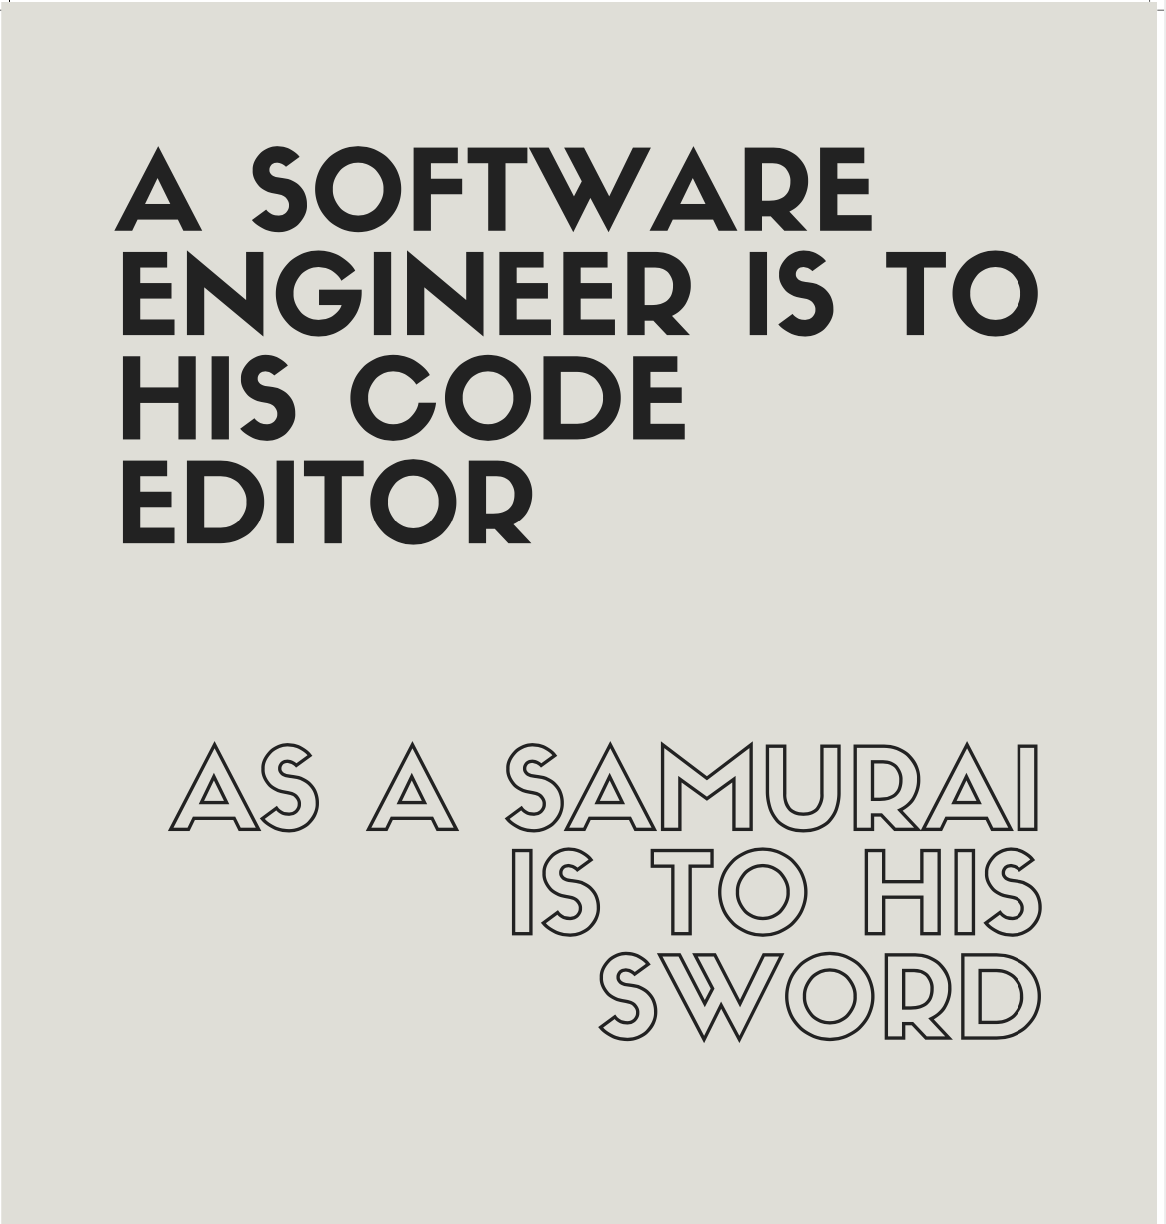 A SOFTWARE
ENGINEER IS TO
HIS CODE
EDITOR
AS A SAMURAI
IS TO HIS
SWORD